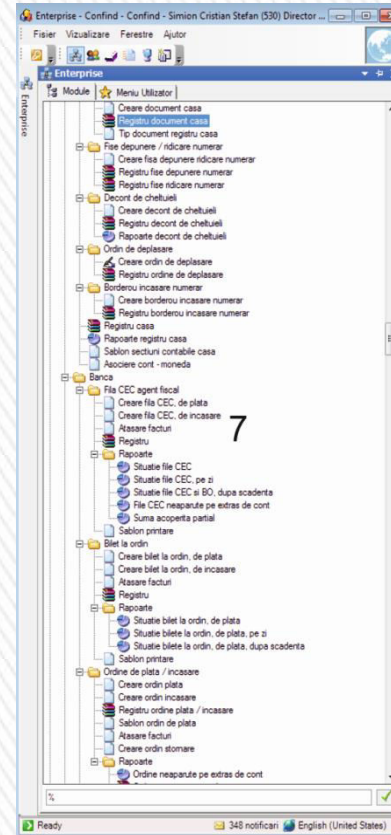 Enterprise - Confind - Confind - Simion Cristian Stefan (530) Director ...
Fisier Vizualizare Ferestre Ajutor
Enterprise
Enterprise
Module Meniu Utilizator
Creare document casa
Registru document casa
Tip document registru casa
Fise depunere / ridicare numerar
Creare fisa depunere ridicare numerar
Registru fise depunere numerar
Registru fise ridicare numerar
Decont de cheltuieli
Creare decont de cheltuieli
Registru decont de cheltuieli
Rapoarte decont de cheltuieli
Ordin de deplasare
Creare ordin de deplasare
Registru ordine de deplasare
Borderou incasare numerar
Creare borderou incasare numerar
Registru borderou incasare numerar
Registru casa
Rapoarte registru casa
Sablon sectiuni contabile casa
Asociere cont - moneda
Banca
Fila CEC agent fiscal
Creare fila CEC, de plata
Creare fila CEC, de incasare
7
Atasare facturi
Registru
Rapoarte
Situatie file CEC
Situatie file CEC, pe zi
Situatie file CEC si BO, dupa scadenta
File CEC neaparute pe extras de cont
Suma acoperita partial
Sablon printare
Bilet la ordin
Creare bilet la ordin, de plata
Creare bilet la ordin, de incasare
Atasare facturi
Registru
Rapoarte
Situatie bilet la ordin, de plata
Situatie bilete la ordin, de plata, pe zi
Situatie bilete la ordin, de plata, dupa scadenta
Sablon printare
Ordine de plata / incasare
Creare ordin plata
Creare ordin incasare
Registru ordine plata / incasare
Sablon ordin de plata
Atasare facturi
Creare ordin stornare
Rapoarte
Ordine neaparute pe extras de cont
%
Ready 348 notificari English (United States)